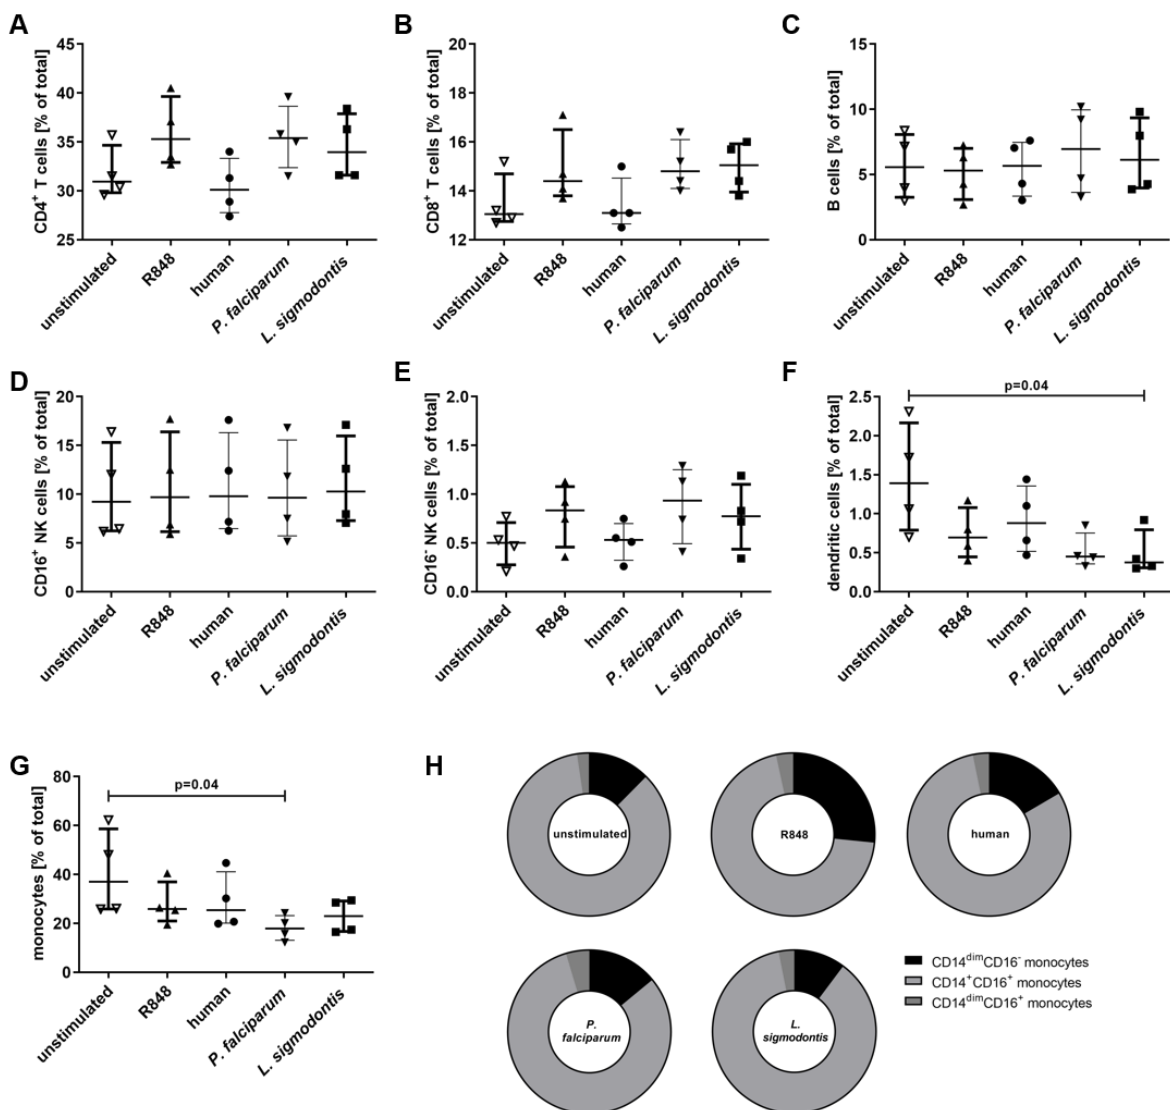 A
CD4+ T cells [% of total]
45
40
35
30
25
unstimulated
R848
human
P. falciparum
L. sigmodontis
B
CD8+ T cells [% of total]
20
18
16
14
12
unstimulated
R848
human
P. falciparum
L. sigmodontis
C
B cells [% of total]
15
10
5
0
unstimulated
R848
human
P. falciparum
L. sigmodontis
D
CD16+ NK cells [% of total]
20
15
10
5
0
unstimulated
R848
human
P. falciparum
L. sigmodontis
E
CD16- NK cells [% of total]
2.0
1.5
1.0
0.5
0.0
unstimulated
R848
human
P. falciparum
L. sigmodontis
F
dendritic cells [% of total]
p=0.04
2.5
2.0
1.5
1.0
0.5
0.0
unstimulated
R848
human
P. falciparum
L. sigmodontis
G
monocytes [% of total]
p=0.04
80
60
40
20
0
unstimulated
R848
human
P. falciparum
L. sigmodontis
H
unstimulated
R848
human
P.
falciparum
L.
sigmodontis
CD14dimCD16- monocytes
CD14+CD16+ monocytes
CD14dimCD16+ monocytes